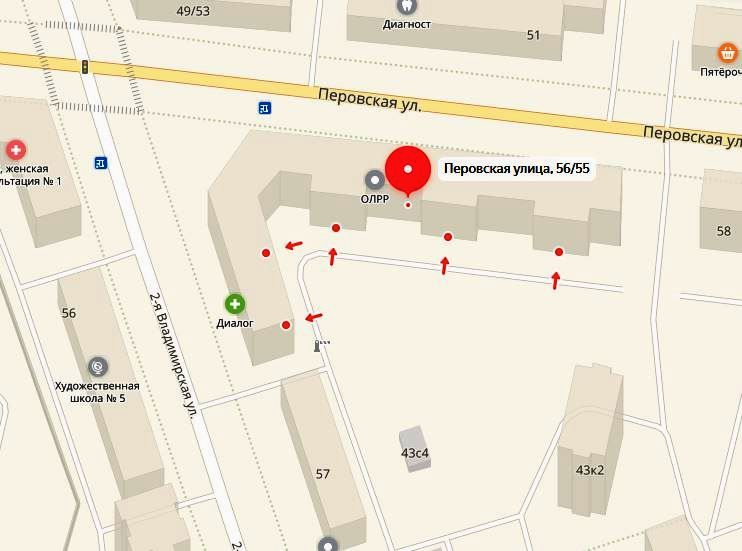 49/53
Диагност
51
Пятёроч
Перовская ул.
Перовская ул
, женская
льтация № 1
Перовская улица, 56/55
ОЛРР
58
56
2-я Владимирская ул.
Диалог
Художественная
школа № 5
57
43с4
43к2
2-